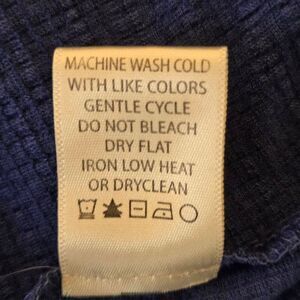 MACHINE WASH COLD
WITH LIKE COLORS
GENTLE CYCLE
DO NOT BLEACH
DRY FLAT
IRON LOW HEAT
OR DRYCLEAN